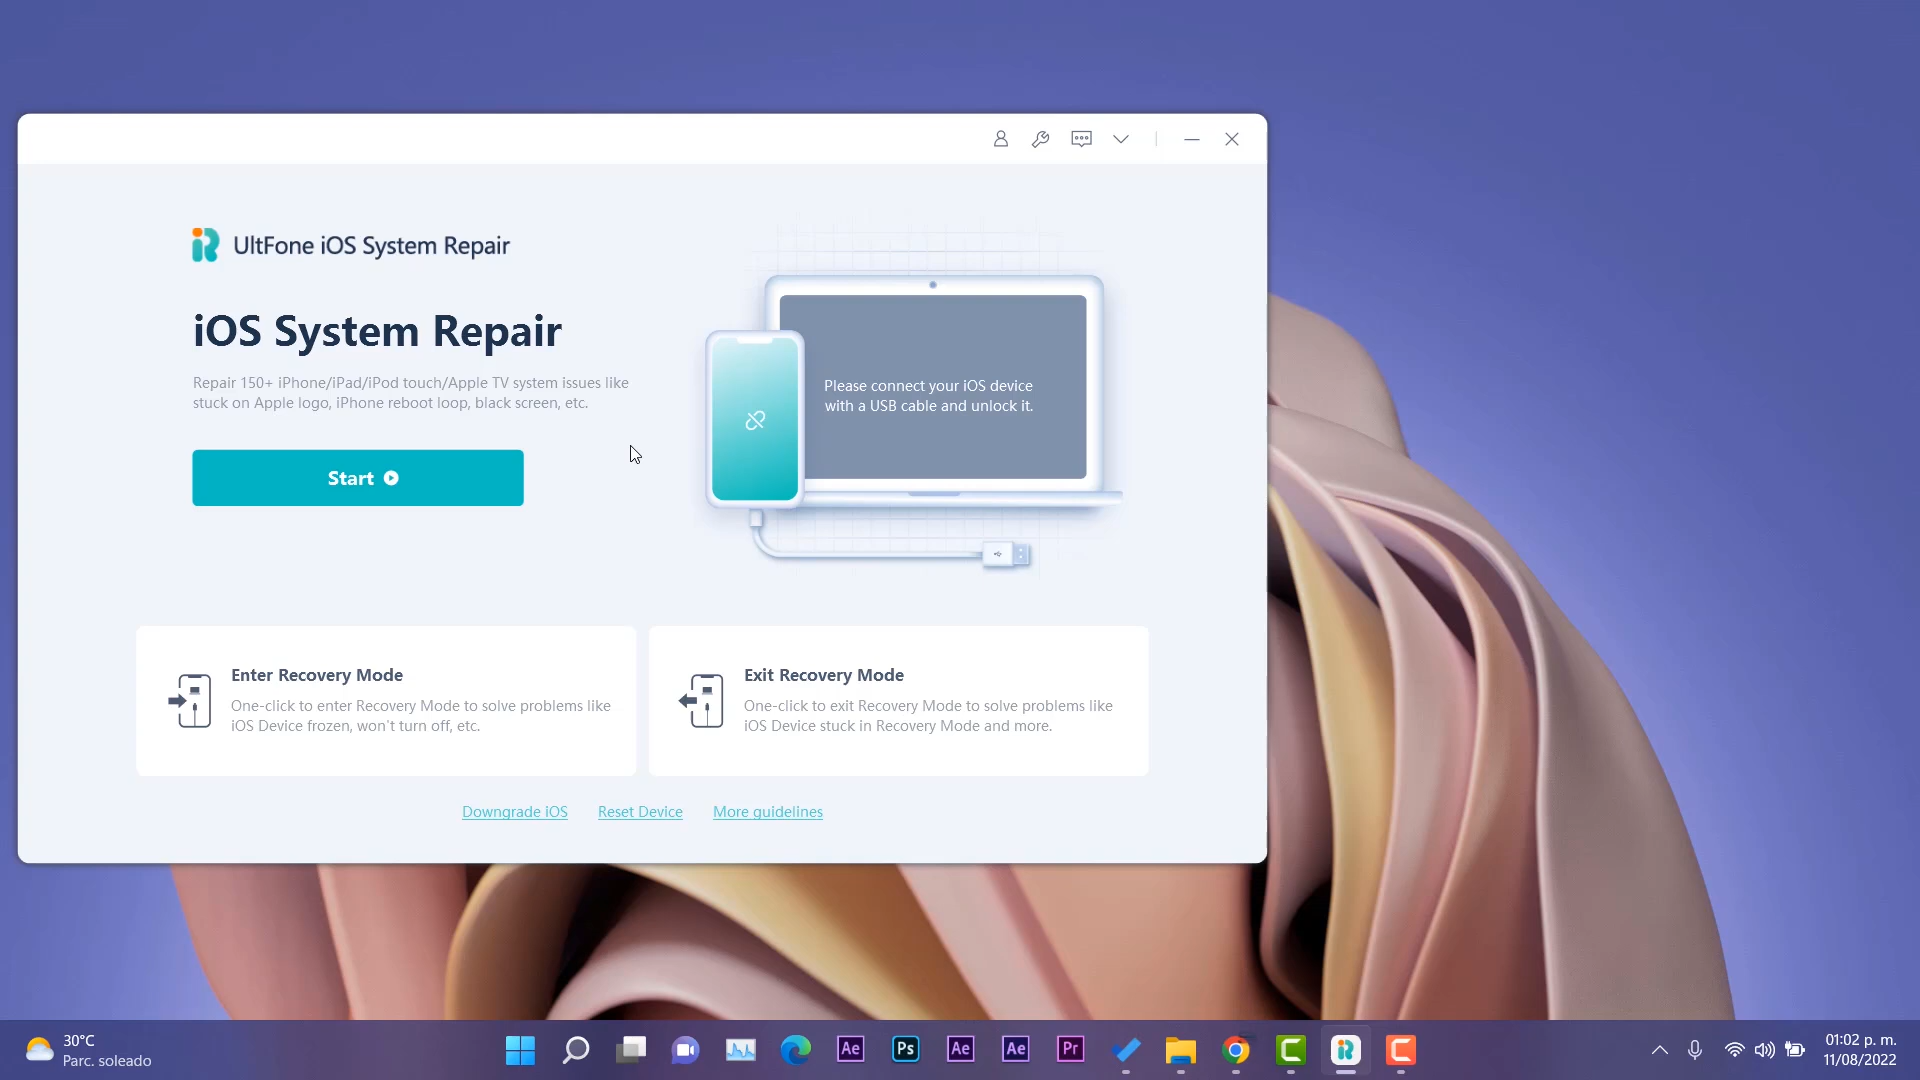 UltFone iOS System Repair
iOS System Repair
Repair 150+ iPhone/iPad/iPod touch/Apple TV system issues like
stuck on Apple logo, iPhone reboot loop, black screen, etc.
Start
Please connect your iOS device
with a USB cable and unlock it.
Enter Recovery Mode
One-click to enter Recovery Mode to solve problems like
iOS Device frozen, won't turn off, etc.
Exit Recovery Mode
One-click to exit Recovery Mode to solve problems like
iOS Device stuck in Recovery Mode and more.
Downgrade iOS
Reset Device
More guidelines
30°C
Parc. soleado
Ae
Ps
Ae
Ae
Pr
01:02 p. m.
11/08/2022